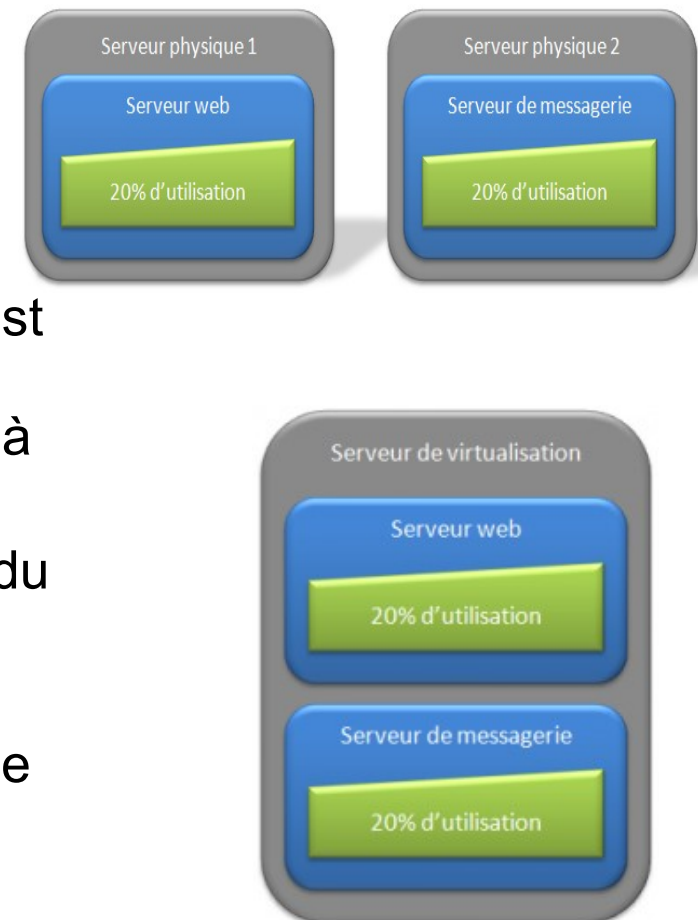 Serveur physique 1
Serveur web
20% d'utilisation
Serveur physique 2
Serveur de messagerie
20% d'utilisation
st
à
du
e
Serveur de virtualisation
Serveur web
20% d'utilisation
Serveur de messagerie
20% d'utilisation